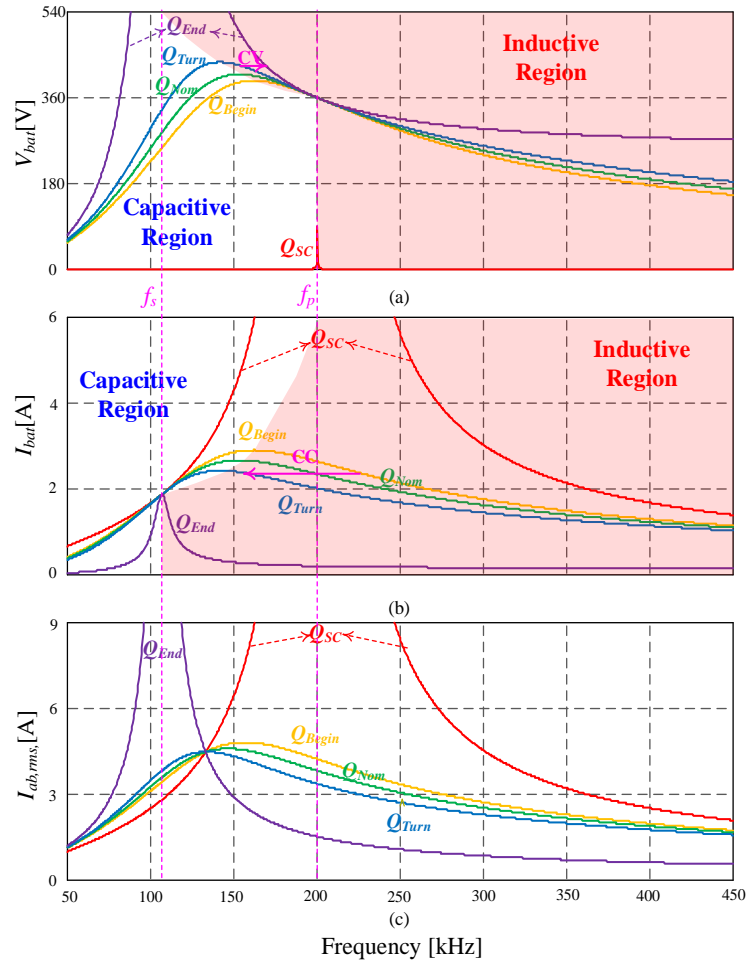 540
Q_End
Inductive
Region
Q_Turn
CV
Q_Nom
360
Q_Begin
V_bat[V]
180
Capacitive
Region
Q_SC
0
f_s
f_p
(a)
6
Q_SC
Inductive
Region
Capacitive
Region
4
Q_Begin
I_bat[A]
CC
Q_Nom
2
Q_Turn
Q_End
0
(b)
9
Q_SC
Q_End
6
Q_Begin
I_ab,rms,[A]
Q_Nom
3
Q_Turn
0
50 100 150 200 250 300 350 400 450
(c)
Frequency [kHz]